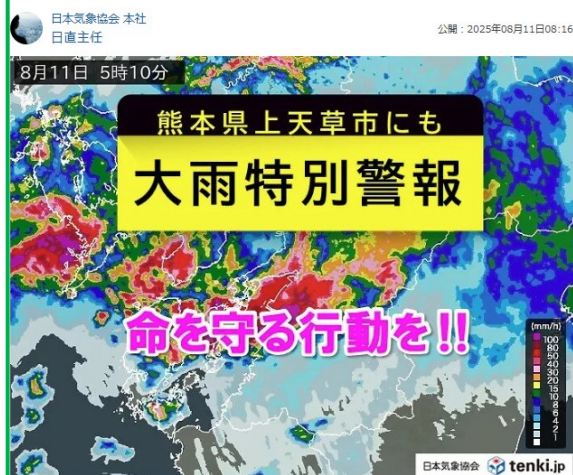 日本気象協会 本社
日直主任
公開：2025年08月11日08:16
8月11日 5時10分
熊本県上天草市にも
大雨特別警報
命を守る行動を!!
(mm/h)
100
80
50
40
30
20
15
10
8
6
4
2
1
日本気象協会 tenki.jp